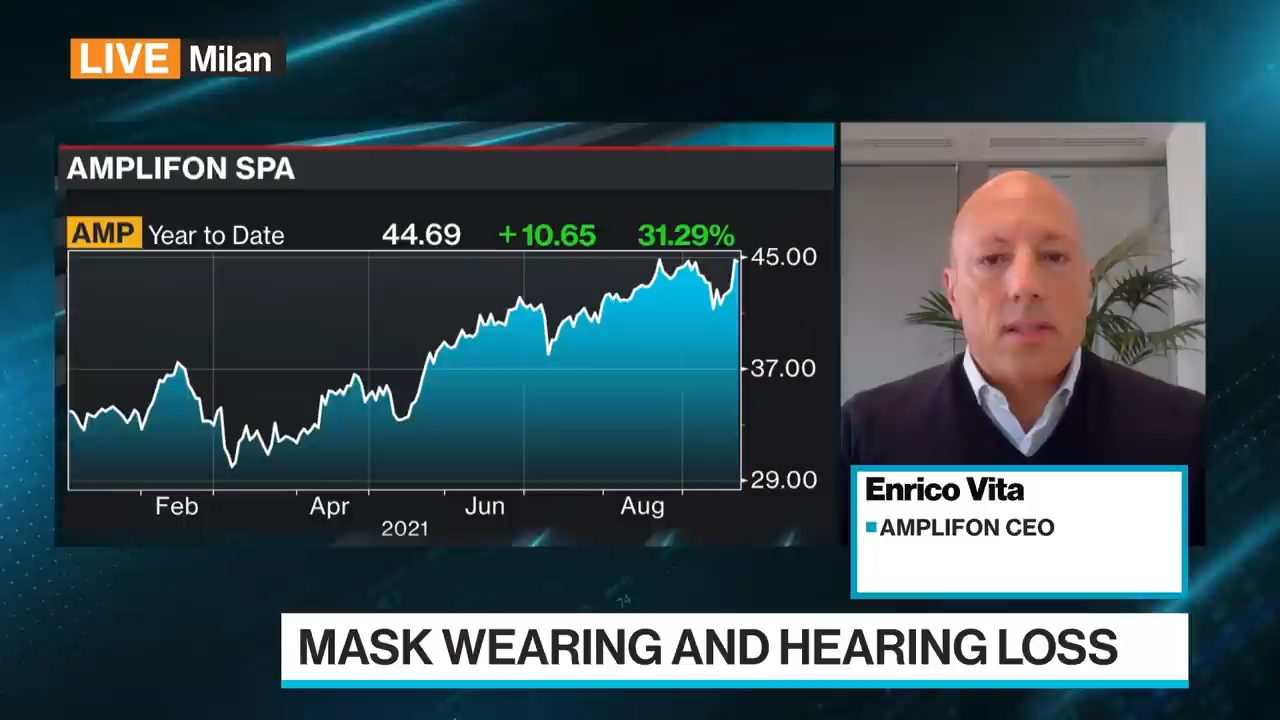 LIVE Milan
AMPLIFON SPA
AMP Year to Date 44.69 +10.65 31.29%
45.00
37.00
29.00
Feb Apr Jun Aug
2021
Enrico Vita
AMPLIFON CEO
MASK WEARING AND HEARING LOSS